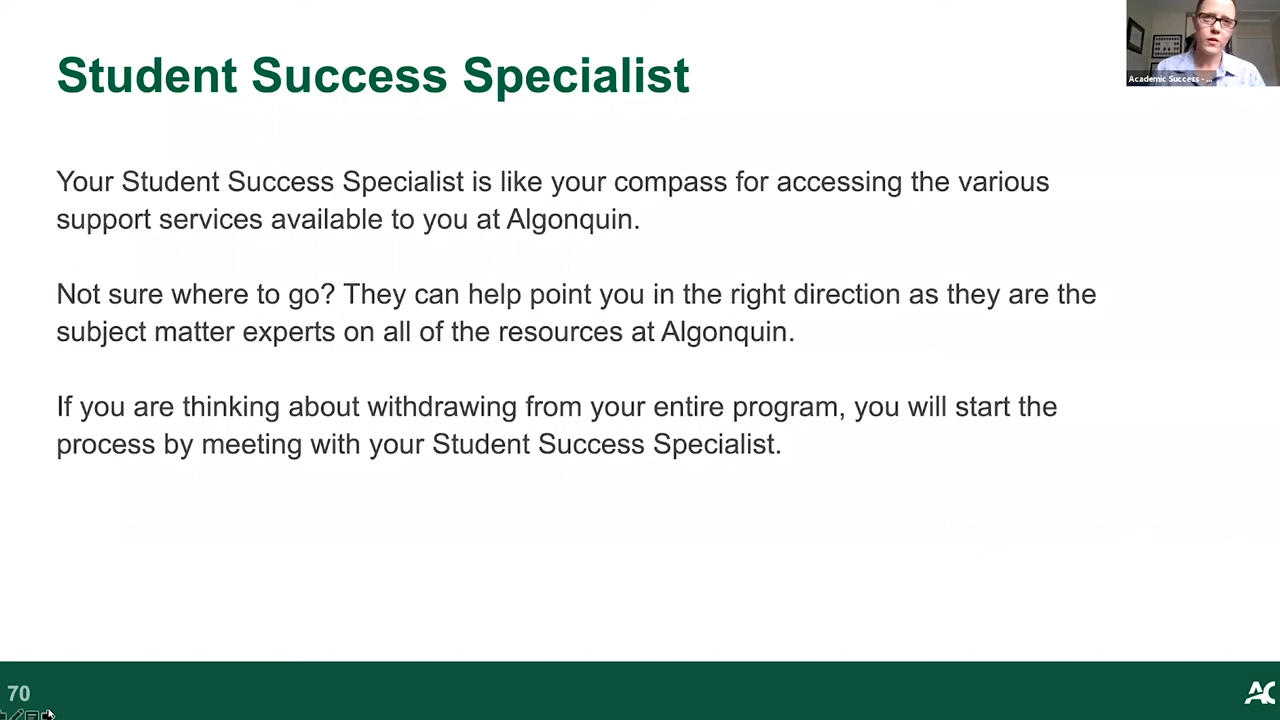 Student Success Specialist
Academic Success - ...
Your Student Success Specialist is like your compass for accessing the various
support services available to you at Algonquin.
Not sure where to go? They can help point you in the right direction as they are the
subject matter experts on all of the resources at Algonquin.
If you are thinking about withdrawing from your entire program, you will start the
process by meeting with your Student Success Specialist.
70
AC